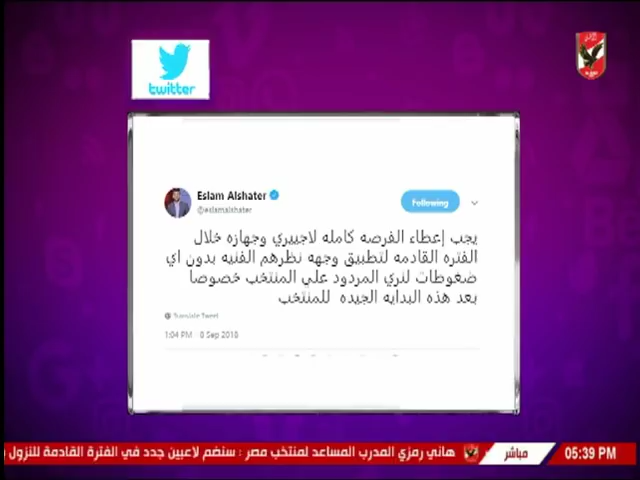 twitter
Eslam Alshater
@eslamalshater
Following
يجب إعطاء الفرصه كامله لاجييري وجهازه خلال
الفتره القادمه لتطبيق وجهه نظرهم الفنيه بدون اي
ضغوطات لنري المردود علي المنتخب خصوصا
بعد هذه البدايه الجيده للمنتخب
Translate Tweet
1:04 PM 8 Sep 2018
هاني رمزي المدرب المساعد لمنتخب مصر : سنضم لاعبين جدد في الفترة القادمة للنزول
مباشر
05:39 PM